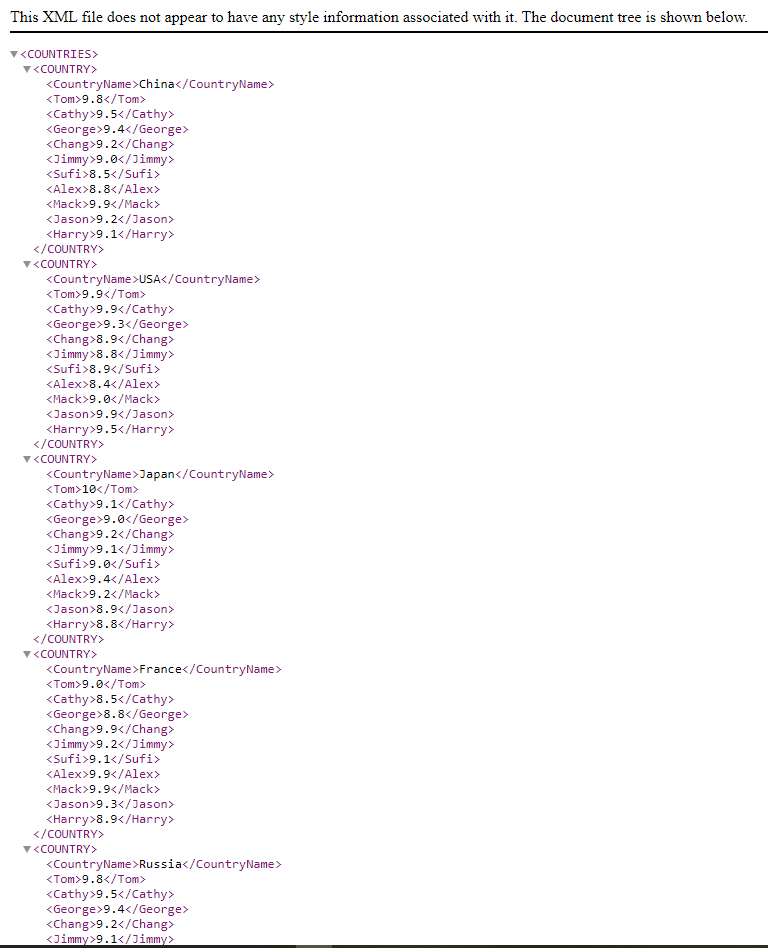 This XML file does not appear to have any style information associated with it. The document tree is shown below.
▼<COUNTRIES>
▼<COUNTRY>
<CountryName>China</CountryName>
<Tom>9.8</Tom>
<Cathy>9.5</Cathy>
<George>9.4</George>
<Chang>9.2</Chang>
<Jimmy>9.0</Jimmy>
<Sufi>8.5</Sufi>
<Alex>8.8</Alex>
<Mack>9.9</Mack>
<Jason>9.2</Jason>
<Harry>9.1</Harry>
</COUNTRY>
▼<COUNTRY>
<CountryName>USA</CountryName>
<Tom>9.9</Tom>
<Cathy>9.9</Cathy>
<George>9.3</George>
<Chang>8.9</Chang>
<Jimmy>8.8</Jimmy>
<Sufi>8.9</Sufi>
<Alex>8.4</Alex>
<Mack>9.0</Mack>
<Jason>9.9</Jason>
<Harry>9.5</Harry>
</COUNTRY>
▼<COUNTRY>
<CountryName>Japan</CountryName>
<Tom>10</Tom>
<Cathy>9.1</Cathy>
<George>9.0</George>
<Chang>9.2</Chang>
<Jimmy>9.1</Jimmy>
<Sufi>9.0</Sufi>
<Alex>9.4</Alex>
<Mack>9.2</Mack>
<Jason>8.9</Jason>
<Harry>8.8</Harry>
</COUNTRY>
▼<COUNTRY>
<CountryName>France</CountryName>
<Tom>9.0</Tom>
<Cathy>8.5</Cathy>
<George>8.8</George>
<Chang>9.9</Chang>
<Jimmy>9.2</Jimmy>
<Sufi>9.1</Sufi>
<Alex>9.9</Alex>
<Mack>9.9</Mack>
<Jason>9.3</Jason>
<Harry>8.9</Harry>
</COUNTRY>
▼<COUNTRY>
<CountryName>Russia</CountryName>
<Tom>9.8</Tom>
<Cathy>9.5</Cathy>
<George>9.4</George>
<Chang>9.2</Chang>
<Jimmy>9.1</Jimmy>